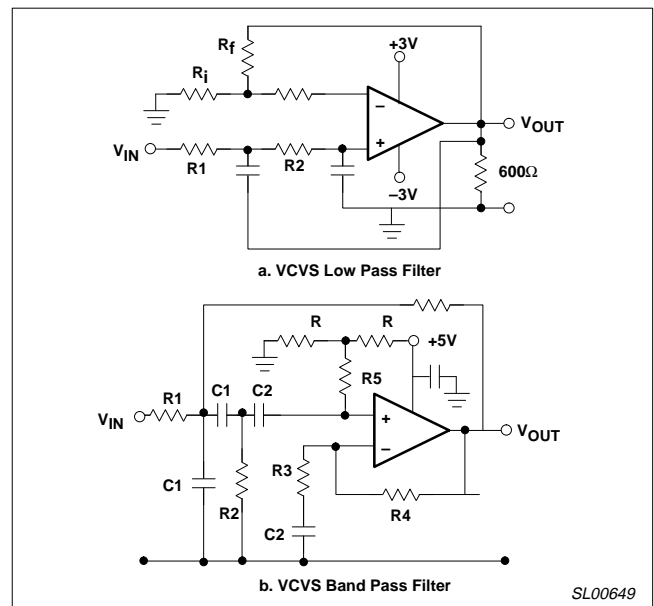 Rf
+3V
Ri
−
VOUT
VIN
+
R1
R2
600Ω
−3V
a. VCVS Low Pass Filter
R
R
+5V
R5
R1
C1
C2
VIN
+
VOUT
−
R3
C1
R4
R2
C2
b. VCVS Band Pass Filter
SL00649